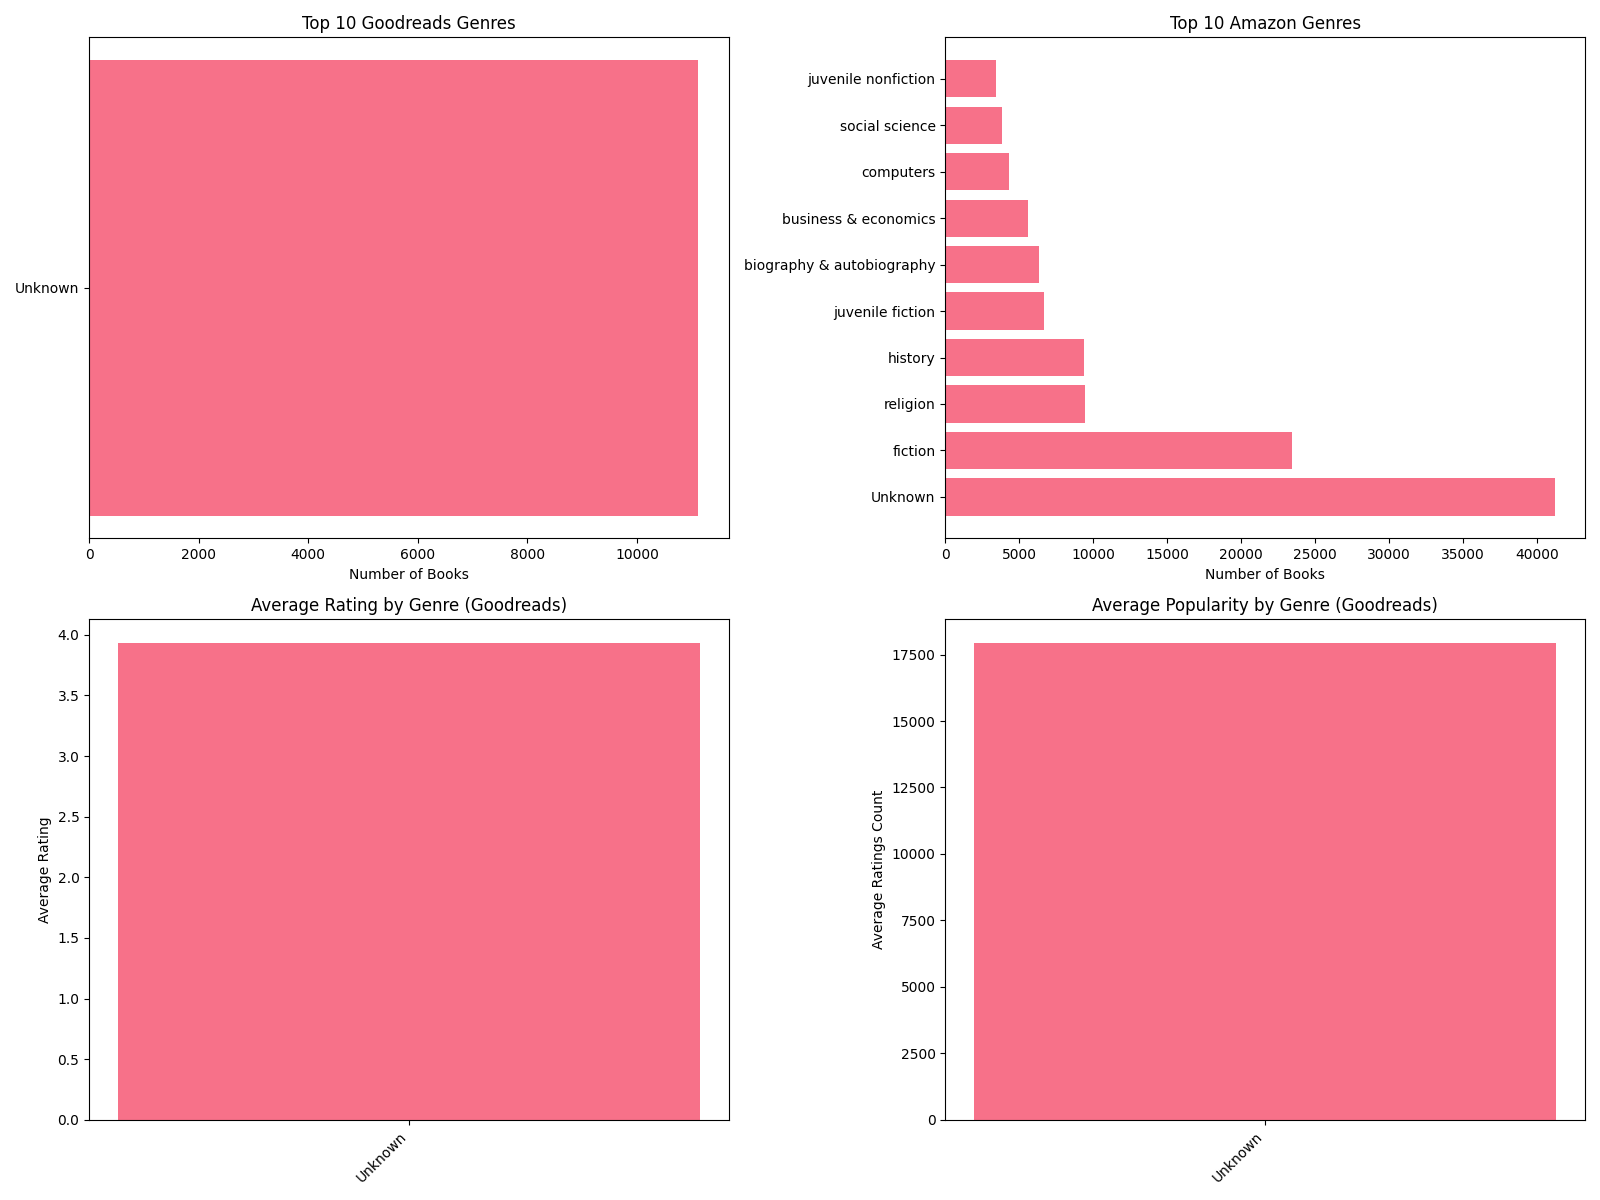 Top 10 Goodreads Genres
Unknown
0 2000 4000 6000 8000 10000
Number of Books
Top 10 Amazon Genres
juvenile nonfiction
social science
computers
business & economics
biography & autobiography
juvenile fiction
history
religion
fiction
Unknown
0 5000 10000 15000 20000 25000 30000 35000 40000
Number of Books
Average Rating by Genre (Goodreads)
Average Rating
4.0
3.5
3.0
2.5
2.0
1.5
1.0
0.5
0.0
Unknown
Average Popularity by Genre (Goodreads)
Average Ratings Count
17500
15000
12500
10000
7500
5000
2500
0
Unknown